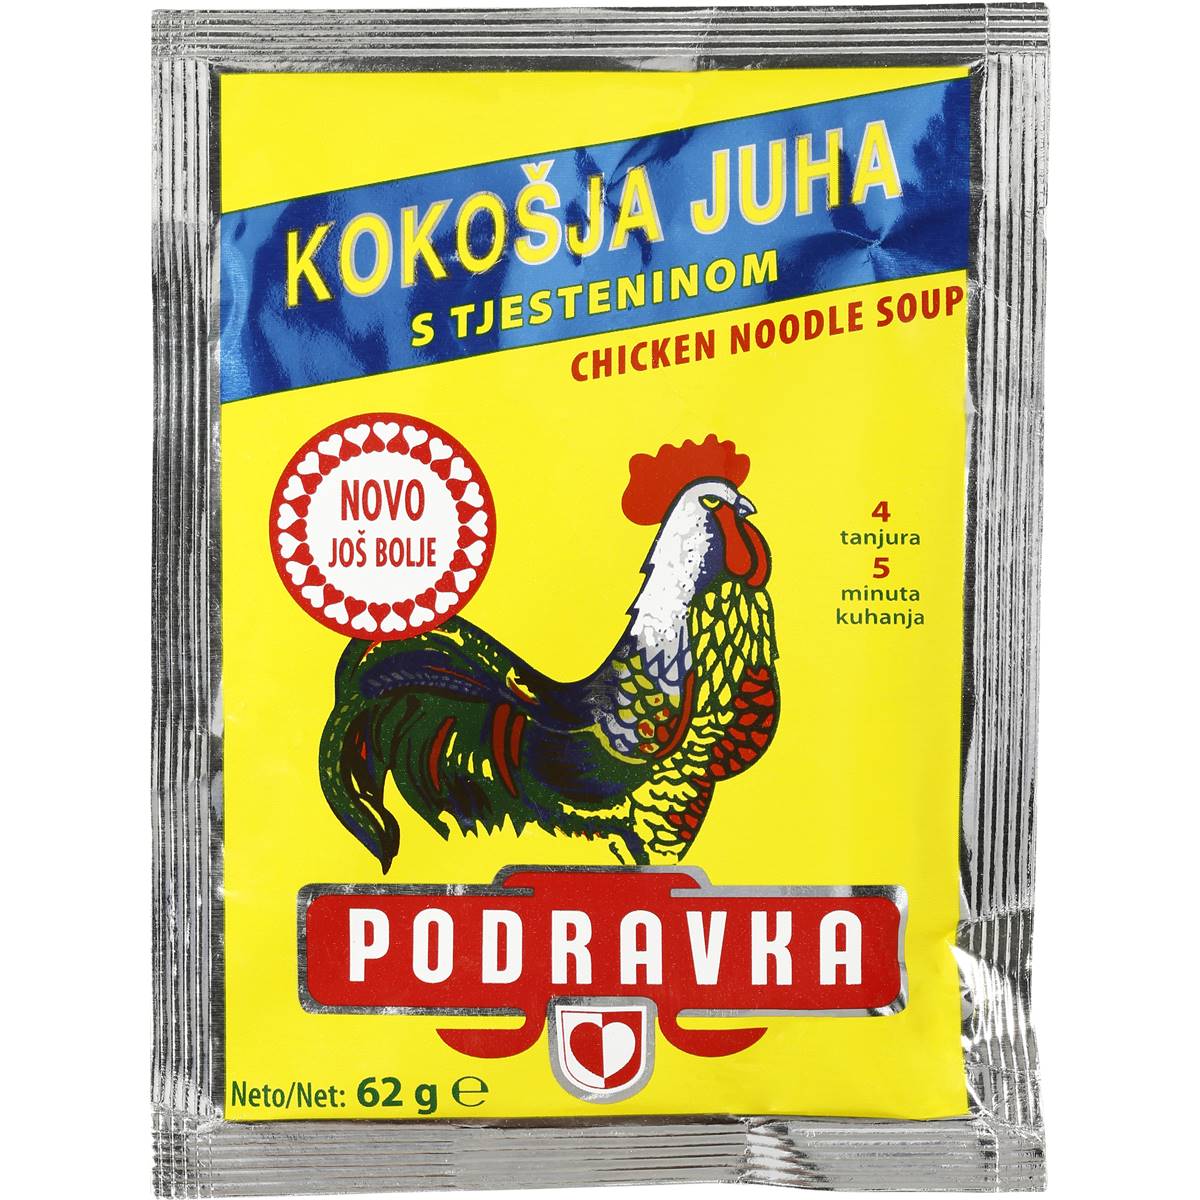 KOKOŠJA JUHA
S TJESTENINOM
CHICKEN NOODLE SOUP
NOVO
JOŠ BOLJE
4
tanjura
5
minuta
kuhanja
PODRAVKA
Neto/Net: 62 g ℮